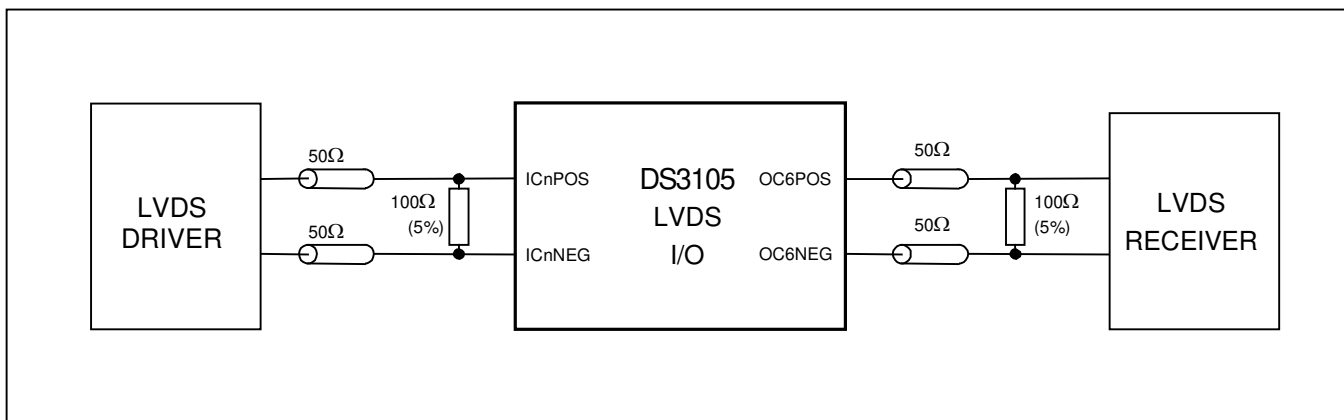 LVDS
DRIVER
50Ω
50Ω
100Ω
(5%)
ICnPOS
ICnNEG
DS3105
LVDS
I/O
OC6POS
OC6NEG
50Ω
50Ω
100Ω
(5%)
LVDS
RECEIVER